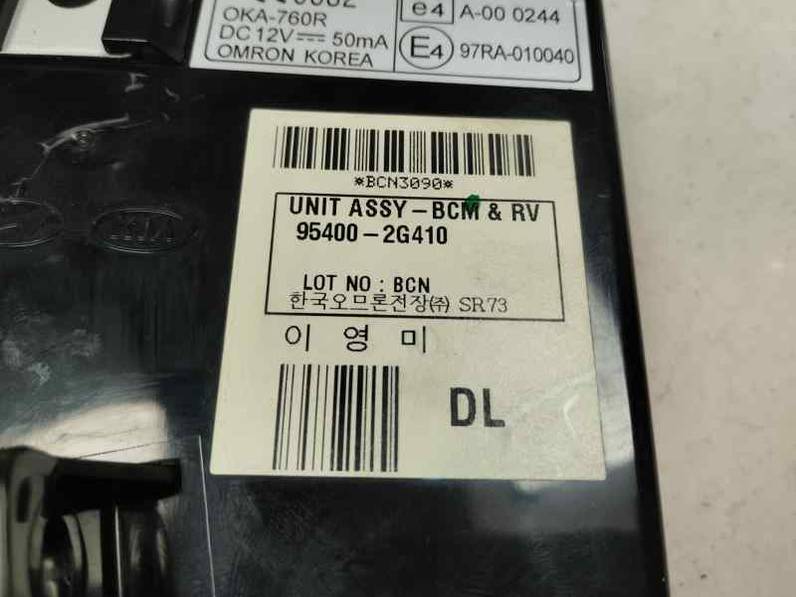 OKA-760R
DC 12V⎓ 50mA
OMRON KOREA
e4 A-00 0244
E4 97RA-010040
*BCN3090*
UNIT ASSY-BCM & RV
95400-2G410
LOT NO : BCN
한국오므론전장(주) SR73
이 영 미
DL
KIA